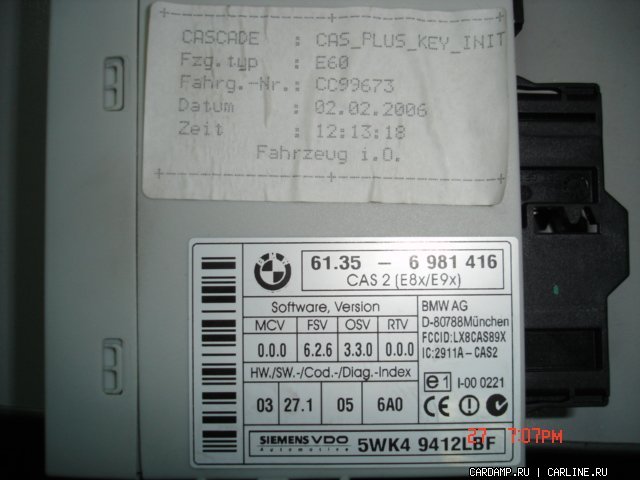 CASCADE : CAS_PLUS_KEY_INIT
Fzg.typ : E60
Fahrg.-Nr.: CC99673
Datum : 02.02.2006
Zeit : 12:13:18
Fahrzeug i.O.
BMW
61.35 - 6 981 416
CAS 2 (E8x/E9x)
Software, Version
MCV FSV OSV RTV
0.0.0 6.2.6 3.3.0 0.0.0
HW./SW.-/Cod.-/Diag.-Index
03 27.1 05 6A0
BMW AG
D-80788München
FCCID:LX8CAS89X
IC:2911A-CAS2
e1 I-00 0221
CE
SIEMENS VDO
Automotive
5WK4 9412LBF
27 7:07PM
CARDAMP.RU | CARLINE.RU